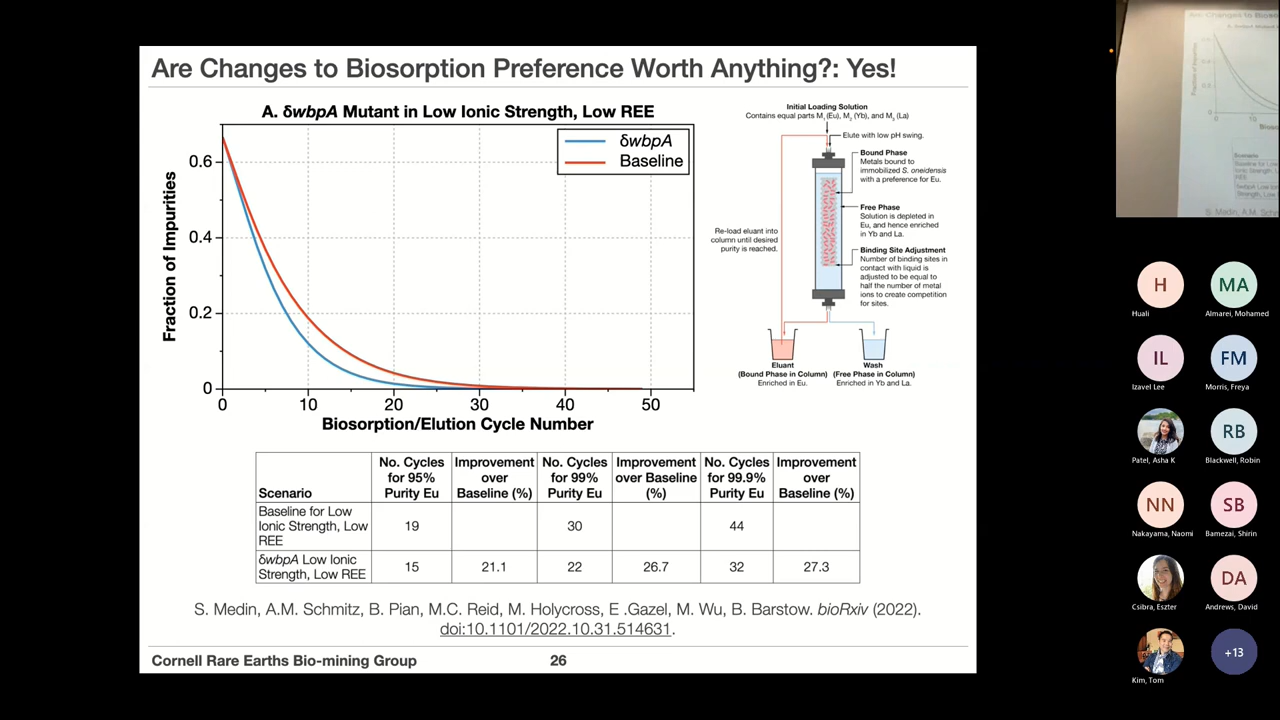 Are Changes to Biosorption Preference Worth Anything?: Yes!
A. δwbpA Mutant in Low Ionic Strength, Low REE
δwbpA
Baseline
Fraction of Impurities
0.6
0.4
0.2
0
0 10 20 30 40 50
Biosorption/Elution Cycle Number
Initial Loading Solution
Contains equal parts M1 (Eu), M2 (Yb), and M3 (La)
Elute with low pH swing.
Bound Phase
Metals bound to
immobilized S. oneidensis
with a preference for Eu.
Free Phase
Solution is depleted in
Eu, and hence enriched
in Yb and La.
Re-load eluant into
column until desired
purity is reached.
Binding Site Adjustment
Number of binding sites in
contact with liquid is
adjusted to be equal to
half the number of metal
ions to create competition
for sites.
Eluant
(Bound Phase in Column)
Enriched in Eu.
Wash
(Free Phase in Column)
Enriched in Yb and La.
Scenario
No. Cycles
for 95%
Purity Eu
Improvement
over
Baseline (%)
No. Cycles
for 99%
Purity Eu
Improvement
over Baseline
(%)
No. Cycles
for 99.9%
Purity Eu
Improvement
over
Baseline (%)
Baseline for Low
Ionic Strength, Low
REE
19
30
44
δwbpA Low Ionic
Strength, Low REE
15
21.1
22
26.7
32
27.3
S. Medin, A.M. Schmitz, B. Pian, M.C. Reid, M. Holycross, E .Gazel, M. Wu, B. Barstow. bioRxiv (2022).
doi:10.1101/2022.10.31.514631.
Cornell Rare Earths Bio-mining Group
26
H
Huali
MA
Almarei, Mohamed
IL
Izavel Lee
FM
Morris, Freya
Patel, Asha K
RB
Blackwell, Robin
NN
Nakayama, Naomi
SB
Bamezai, Shirin
Csibra, Eszter
DA
Andrews, David
Kim, Tom
+13